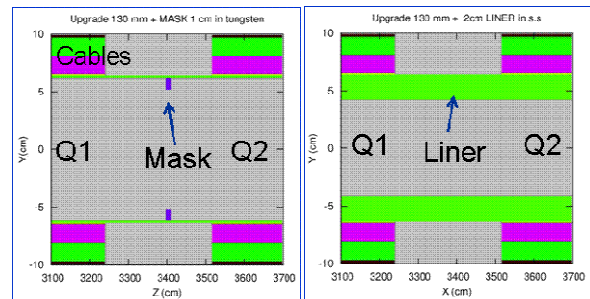 Upgrade 130 mm + MASK 1 cm in tungsten
10
5
0
-5
-10
Y(cm)
Cables
Q1
Mask
Q2
3100 3200 3300 3400 3500 3600 3700
Z (cm)
Upgrade 130 mm + 2cm LINER in s.s
10
5
0
-5
-10
Y (cm)
Q1
Liner
Q2
3100 3200 3300 3400 3500 3600 3700
X (cm)